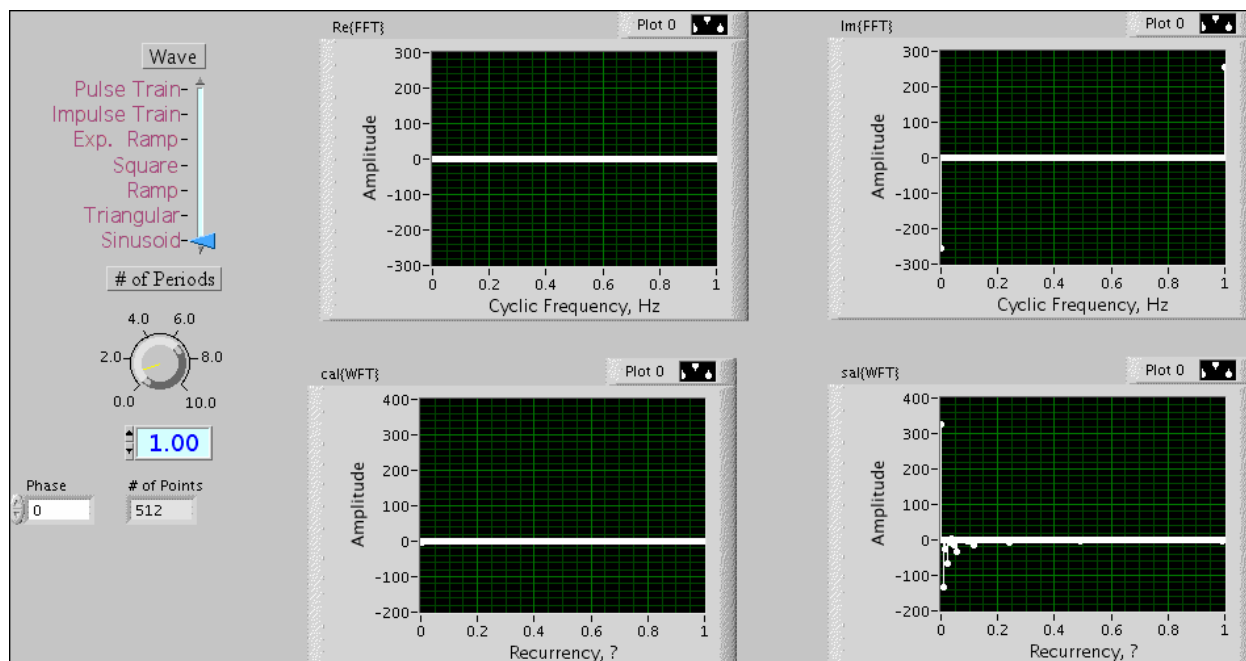 Wave
Pulse Train
Impulse Train
Exp. Ramp
Square
Ramp
Triangular
Sinusoid
# of Periods
4.0 6.0
2.0 8.0
0.0 10.0
1.00
Phase # of Points
0 512
Re{FFT} Plot 0
300
200
100
0
-100
-200
-300
Amplitude
0 0.2 0.4 0.6 0.8 1
Cyclic Frequency, Hz
Im{FFT} Plot 0
300
200
100
0
-100
-200
-300
Amplitude
0 0.2 0.4 0.6 0.8 1
Cyclic Frequency, Hz
cal{WFT} Plot 0
400
300
200
100
0
-100
-200
Amplitude
0 0.2 0.4 0.6 0.8 1
Recurrency, ?
sal{WFT} Plot 0
400
300
200
100
0
-100
-200
Amplitude
0 0.2 0.4 0.6 0.8 1
Recurrency, ?